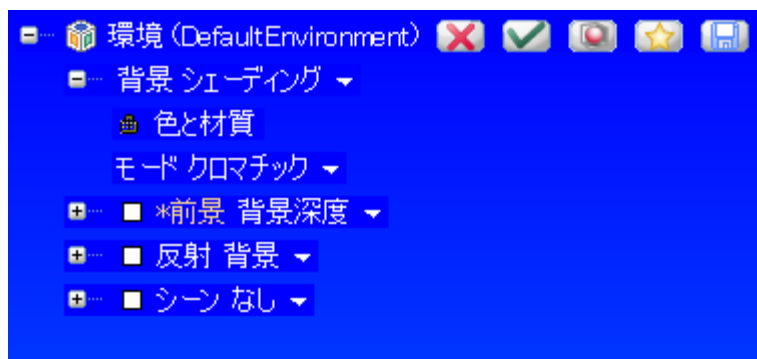 環境 (DefaultEnvironment)
背景 シェーディング
色と材質
モード クロマチック
*前景 背景深度
反射 背景
シーン なし